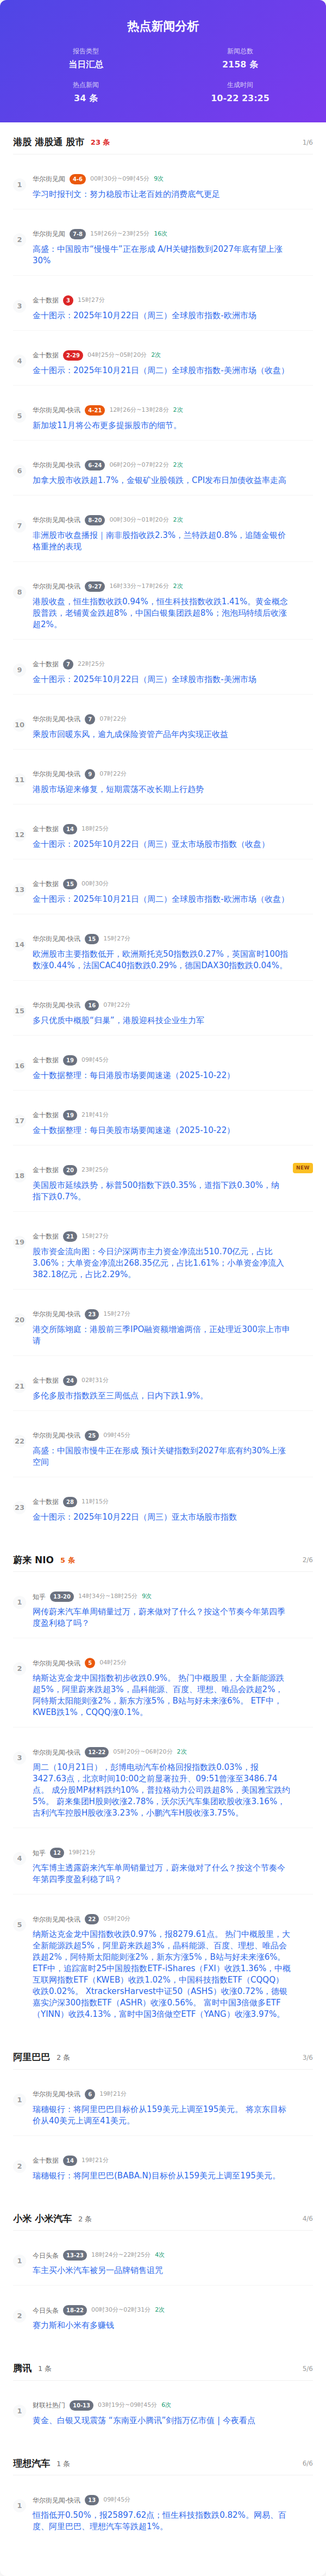 热点新闻分析
报告类型
当日汇总
新闻总数
2158 条
热点新闻
34 条
生成时间
10-22 23:25
港股 港股通 股市 23 条 1/6
1
华尔街见闻 4-6 00时30分~09时45分 9次
学习时报刊文：努力稳股市让老百姓的消费底气更足
2
华尔街见闻 7-8 15时26分~23时25分 16次
高盛：中国股市“慢慢牛”正在形成 A/H关键指数到2027年底有望上涨
30%
3
金十数据 3 15时27分
金十图示：2025年10月22日（周三）全球股市指数-欧洲市场
4
金十数据 2-29 04时25分~05时20分 2次
金十图示：2025年10月21日（周二）全球股市指数-美洲市场（收盘）
5
华尔街见闻-快讯 4-21 12时26分~13时28分 2次
新加坡11月将公布更多提振股市的细节。
6
华尔街见闻-快讯 6-24 06时20分~07时22分 2次
加拿大股市收跌超1.7%，金银矿业股领跌，CPI发布日加债收益率走高
7
华尔街见闻-快讯 8-20 00时30分~01时20分 2次
非洲股市收盘播报｜南非股指收跌2.3%，兰特跌超0.8%，追随金银价
格重挫的表现
8
华尔街见闻-快讯 9-27 16时33分~17时26分 2次
港股收盘，恒生指数收跌0.94%，恒生科技指数收跌1.41%。黄金概念
股普跌，老铺黄金跌超8%，中国白银集团跌超8%；泡泡玛特绩后收涨
超2%。
9
金十数据 7 22时25分
金十图示：2025年10月22日（周三）全球股市指数-美洲市场
10
华尔街见闻-快讯 7 07时22分
乘股市回暖东风，逾九成保险资管产品年内实现正收益
11
华尔街见闻-快讯 9 07时22分
港股市场迎来修复，短期震荡不改长期上行趋势
12
金十数据 14 18时25分
金十图示：2025年10月22日（周三）亚太市场股市指数（收盘）
13
金十数据 15 00时30分
金十图示：2025年10月21日（周二）全球股市指数-欧洲市场（收盘）
14
华尔街见闻-快讯 15 15时27分
欧洲股市主要指数低开，欧洲斯托克50指数跌0.27%，英国富时100指
数涨0.44%，法国CAC40指数跌0.29%，德国DAX30指数跌0.04%。
15
华尔街见闻-快讯 16 07时22分
多只优质中概股“归巢”，港股迎科技企业生力军
16
金十数据 19 09时45分
金十数据整理：每日港股市场要闻速递（2025-10-22）
17
金十数据 19 21时41分
金十数据整理：每日美股市场要闻速递（2025-10-22）
18
金十数据 20 23时25分 NEW
美国股市延续跌势，标普500指数下跌0.35%，道指下跌0.30%，纳
指下跌0.7%。
19
金十数据 21 15时27分
股市资金流向图：今日沪深两市主力资金净流出510.70亿元，占比
3.06%；大单资金净流出268.35亿元，占比1.61%；小单资金净流入
382.18亿元，占比2.29%。
20
华尔街见闻-快讯 23 15时27分
港交所陈翊庭：港股前三季IPO融资额增逾两倍，正处理近300宗上市申
请
21
金十数据 24 02时31分
多伦多股市指数跌至三周低点，日内下跌1.9%。
22
华尔街见闻-快讯 25 09时45分
高盛：中国股市慢牛正在形成 预计关键指数到2027年底有约30%上涨
空间
23
金十数据 28 11时15分
金十图示：2025年10月22日（周三）亚太市场股市指数
蔚来 NIO 5 条 2/6
1
知乎 13-20 14时34分~18时25分 9次
网传蔚来汽车单周销量过万，蔚来做对了什么？按这个节奏今年第四季
度盈利稳了吗？
2
华尔街见闻-快讯 5 04时25分
纳斯达克金龙中国指数初步收跌0.9%。 热门中概股里，大全新能源跌
超5%，阿里蔚来跌超3%，晶科能源、百度、理想、唯品会跌超2%，
阿特斯太阳能则涨2%，新东方涨5%，B站与好未来涨6%。 ETF中，
KWEB跌1%，CQQQ涨0.1%。
3
华尔街见闻-快讯 12-22 05时20分~06时20分 2次
周二（10月21日），彭博电动汽车价格回报指数跌0.03%，报
3427.63点，北京时间10:00之前显著拉升、09:51曾涨至3486.74
点。 成分股MP材料跌约10%，普拉格动力公司跌超8%，美国雅宝跌约
5%。 蔚来集团H股则收涨2.78%，沃尔沃汽车集团欧股收涨3.16%，
吉利汽车控股H股收涨3.23%，小鹏汽车H股收涨3.75%。
4
知乎 12 19时21分
汽车博主透露蔚来汽车单周销量过万，蔚来做对了什么？按这个节奏今
年第四季度盈利稳了吗？
5
华尔街见闻-快讯 22 05时20分
纳斯达克金龙中国指数收跌0.97%，报8279.61点。 热门中概股里，大
全新能源跌超5%，阿里蔚来跌3%，晶科能源、百度、理想、唯品会跌
超2%，阿特斯太阳能则涨2%，新东方涨5%，B站与好未来涨6%。
ETF中，追踪富时25中国股指数ETF-iShares（FXI）收跌1.36%，中概
互联网指数ETF（KWEB）收跌1.02%，中国科技指数ETF（CQQQ）
收跌0.02%。 XtrackersHarvest中证50（ASHS）收涨0.72%，德银
嘉实沪深300指数ETF（ASHR）收涨0.56%。 富时中国3倍做多ETF
（YINN）收跌4.13%，富时中国3倍做空ETF（YANG）收涨3.97%。
阿里巴巴 2 条 3/6
1
华尔街见闻-快讯 6 19时21分
瑞穗银行：将阿里巴巴目标价从159美元上调至195美元。 将京东目标
价从40美元上调至41美元。
2
金十数据 14 19时21分
瑞穗银行：将阿里巴巴(BABA.N)目标价从159美元上调至195美元。
小米 小米汽车 2 条 4/6
1
今日头条 13-23 18时24分~22时25分 4次
车主买小米汽车被另一品牌销售诅咒
2
今日头条 18-22 00时30分~02时31分 2次
赛力斯和小米有多赚钱
腾讯 1 条 5/6
1
财联社热门 10-13 03时19分~09时45分 6次
黄金、白银又现震荡 “东南亚小腾讯”剑指万亿市值 | 今夜看点
理想汽车 1 条 6/6
1
华尔街见闻-快讯 13 09时45分
恒指低开0.50%，报25897.62点；恒生科技指数跌0.82%。网易、百
度、阿里巴巴、理想汽车等跌超1%。